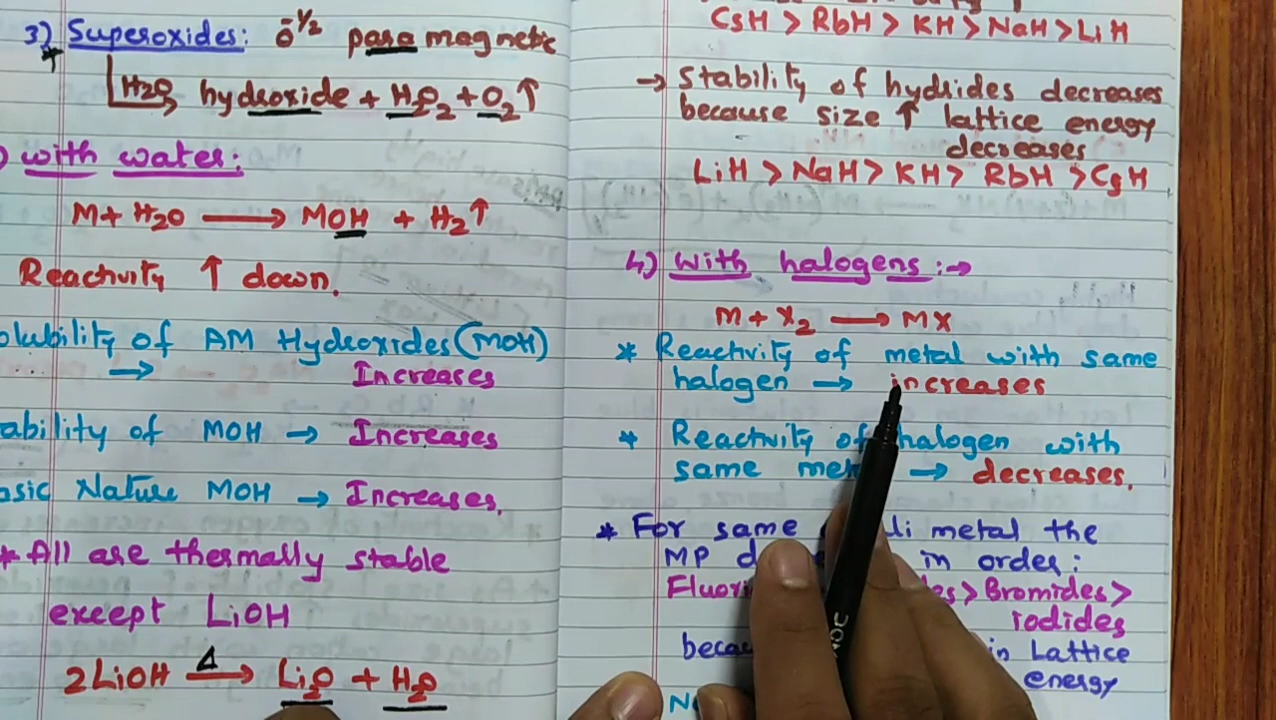 3) Superoxides: ō^1/2 para magnetic
H2O hydroxide + H2O2 + O2↑
) with water:
M + H2O ⟶ MOH + H2↑
Reactivity ↑ down.
olubility of AM Hydroxides (MOH)
→ Increases
ability of MOH → Increases
asic Nature MOH → Increases.
* All are thermally stable
except LiOH
2LiOH Δ⟶ Li2O + H2O
CsH > RbH > KH > NaH > LiH
→ Stability of hydrides decreases
because size ↑ lattice energy
decreases
LiH > NaH > KH > RbH > CsH
4) With halogens :→
M + X2 ⟶ MX
* Reactivity of metal with same
halogen → increases
* Reactivity of halogen with
same → decreases.
* For same metal the
MP in order:
> Bromides >
iodides
in Lattice
energy